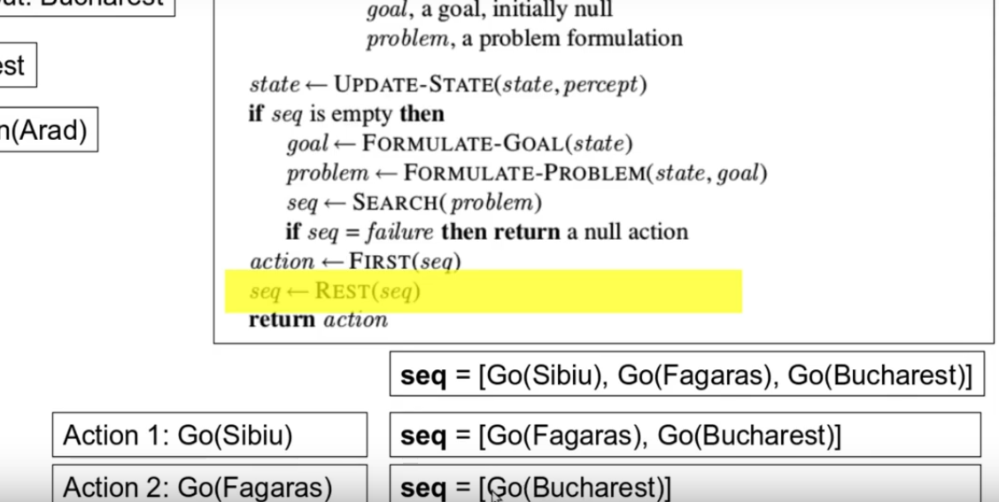 Bucharest
goal, a goal, initially null
problem, a problem formulation
(Arad)
state ← UPDATE-STATE(state, percept)
if seq is empty then
goal ← FORMULATE-GOAL(state)
problem ← FORMULATE-PROBLEM(state, goal)
seq ← SEARCH(problem)
if seq = failure then return a null action
action ← FIRST(seq)
seq ← REST(seq)
return action
seq = [Go(Sibiu), Go(Fagaras), Go(Bucharest)]
Action 1: Go(Sibiu)
seq = [Go(Fagaras), Go(Bucharest)]
Action 2: Go(Fagaras)
seq = [Go(Bucharest)]